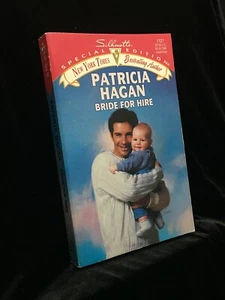 Silhouette
SPECIAL EDITION
NEW YORK TIMES Bestselling Author
PATRICIA
HAGAN
BRIDE FOR HIRE